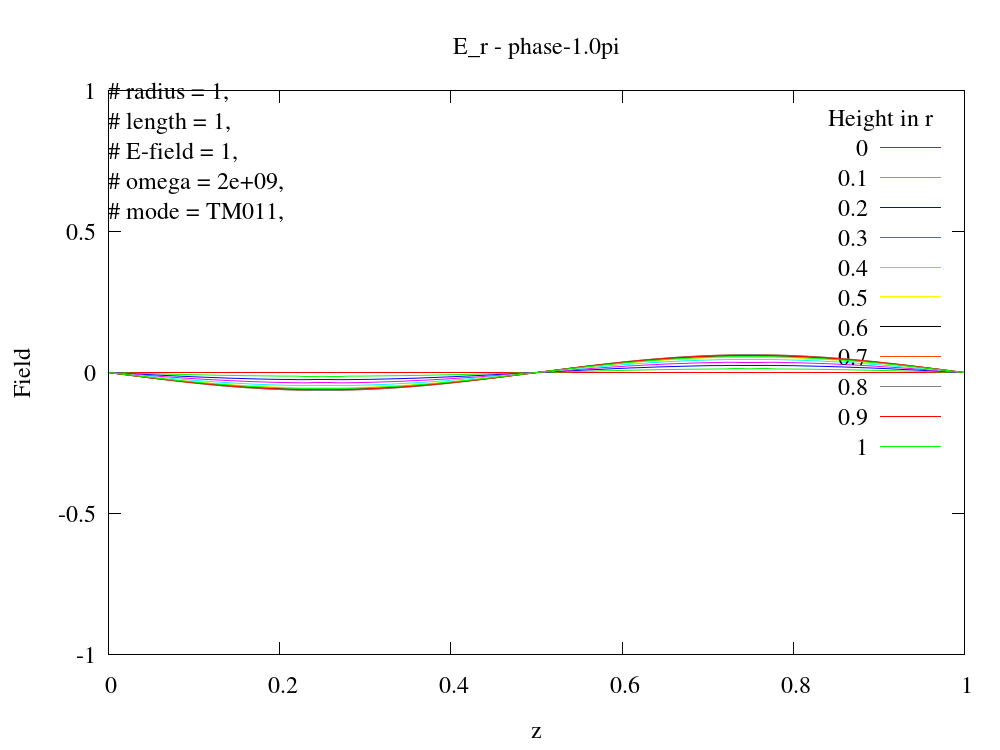 E_r - phase-1.0pi
# radius = 1,
# length = 1,
# E-field = 1,
# omega = 2e+09,
# mode = TM011,
Height in r
0
0.1
0.2
0.3
0.4
0.5
0.6
0.7
0.8
0.9
1
1
0.5
0
-0.5
-1
Field
0 0.2 0.4 0.6 0.8 1
z